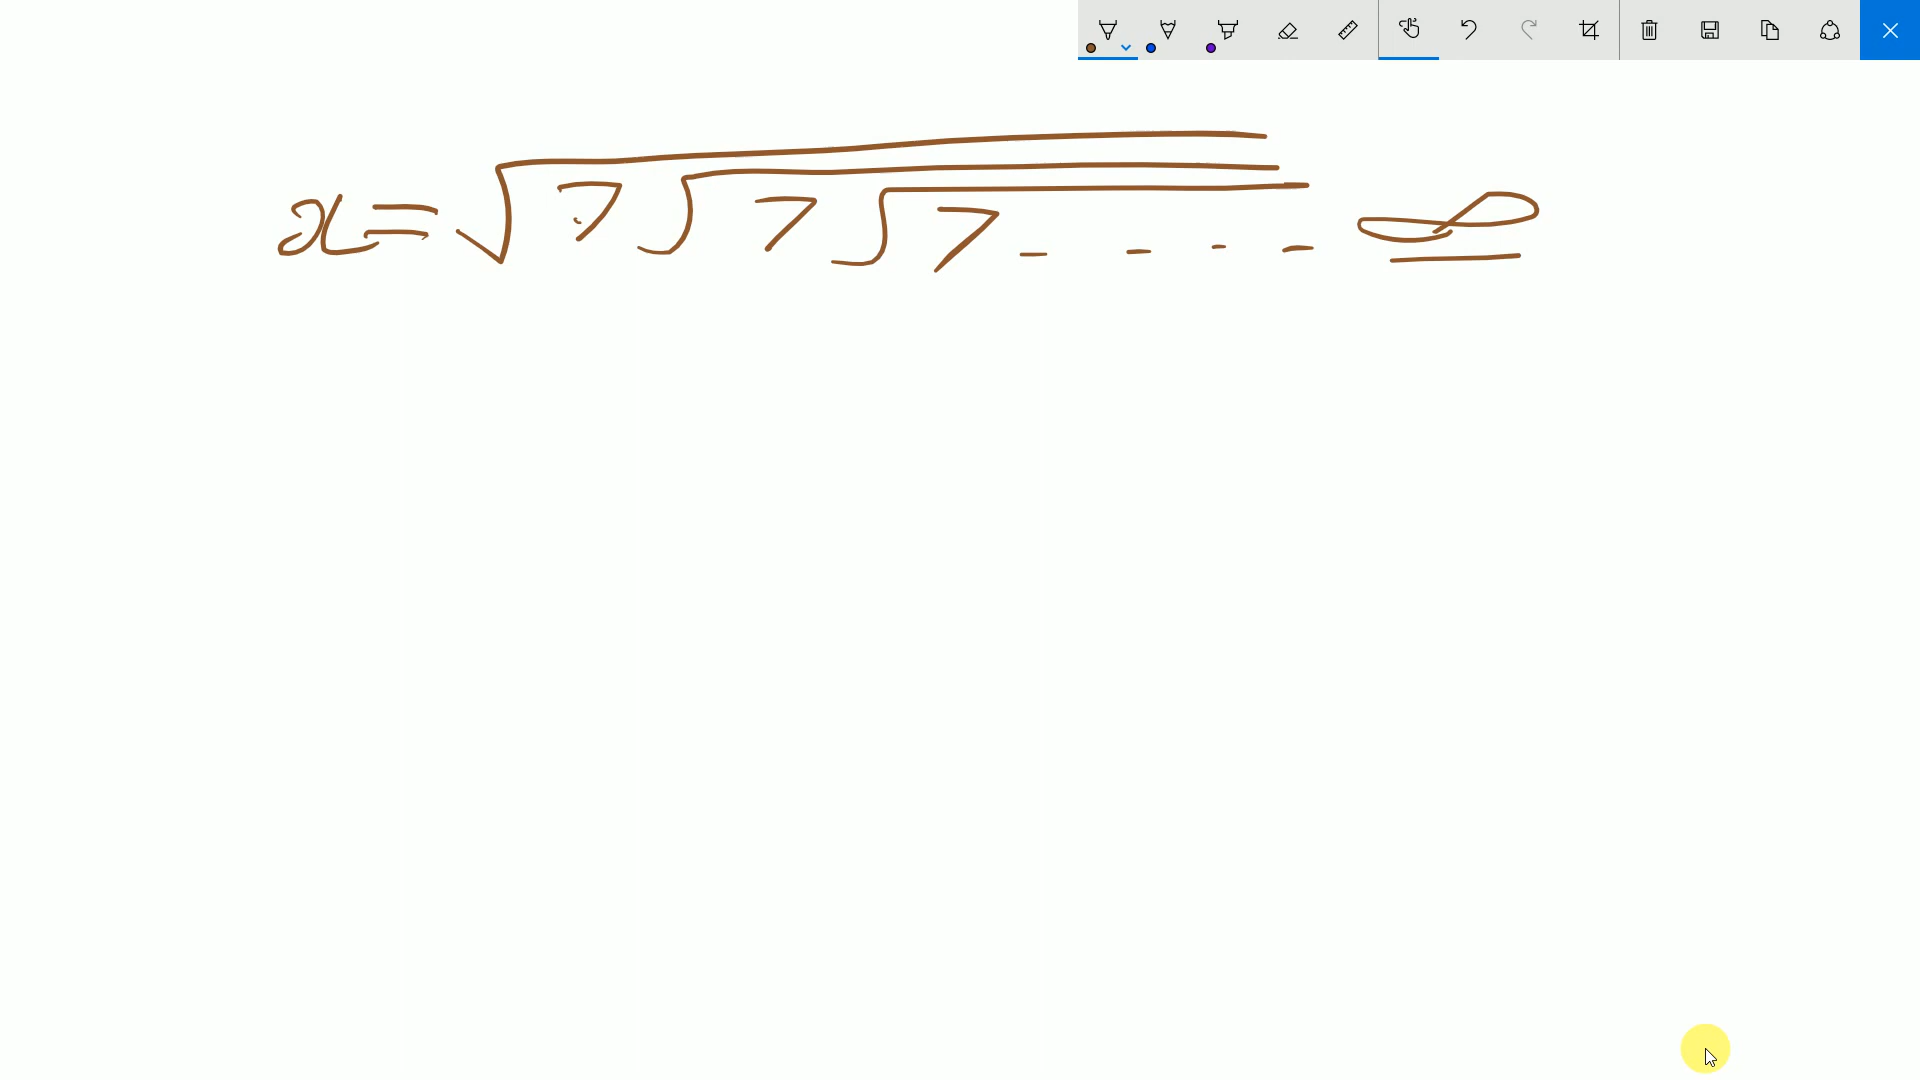 x = √7√7√7 - - - - ∞